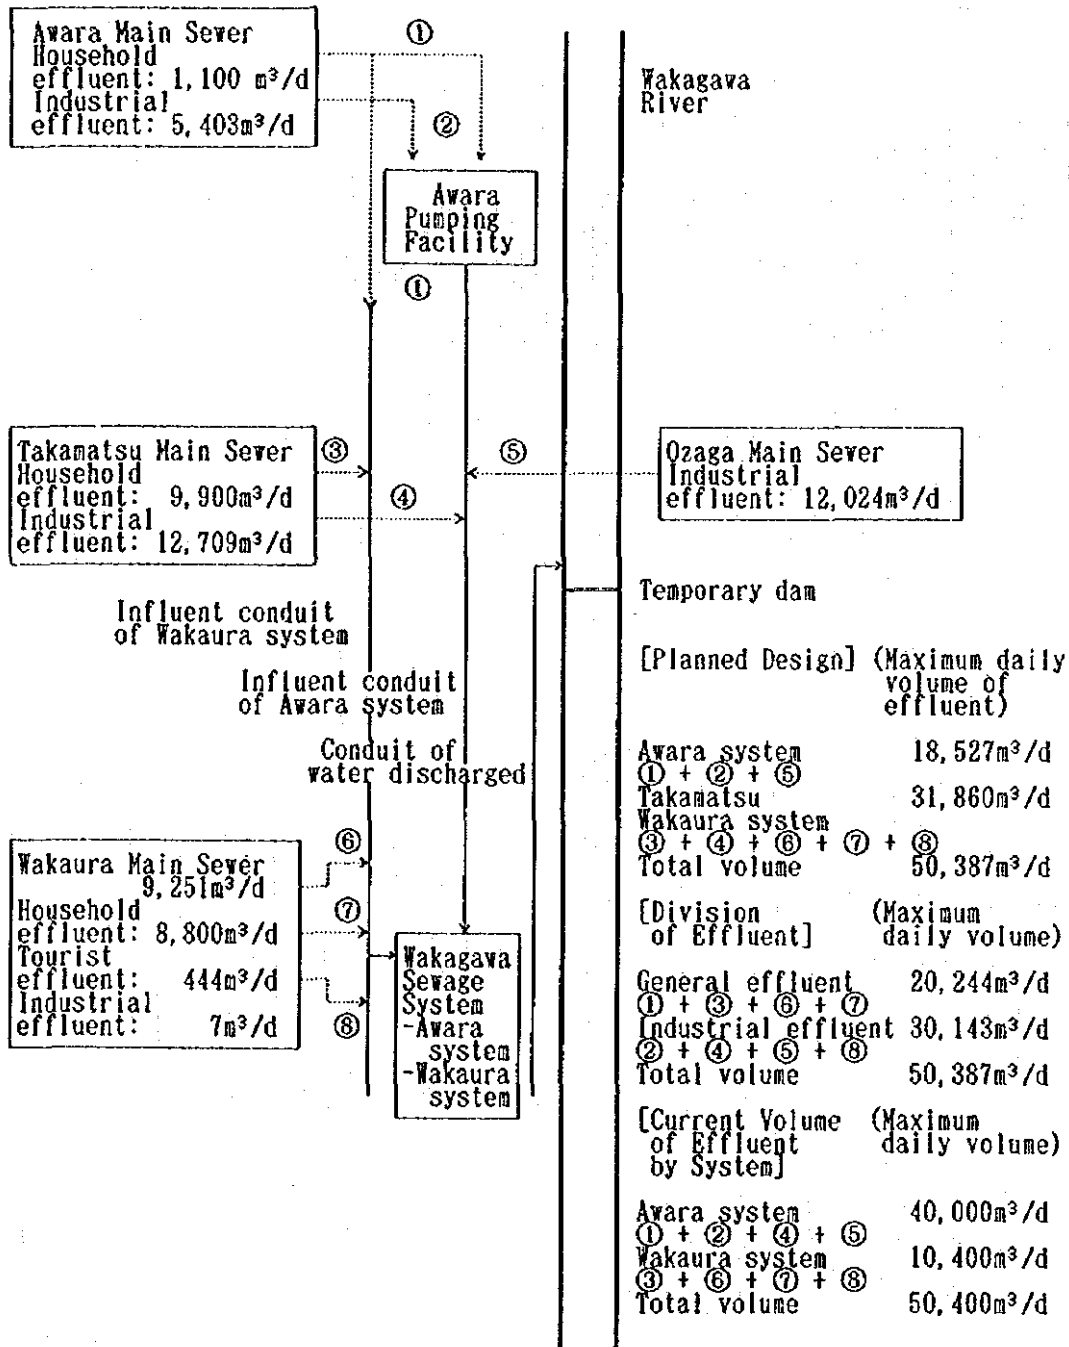 Awara Main Sewer
Household
effluent: 1,100 m³/d
Industrial
effluent: 5,403m³/d
①
②
Wakagawa
River
Awara
Pumping
Facility
①
Takamatsu Main Sewer
Household
effluent: 9,900m³/d
Industrial
effluent: 12,709m³/d
③
④
⑤
Ozaga Main Sewer
Industrial
effluent: 12,024m³/d
Temporary dam
Influent conduit
of Wakaura system
Influent conduit
of Awara system
Conduit of
water discharged
Wakaura Main Sewer
9,251m³/d
Household
effluent: 8,800m³/d
Tourist
effluent: 444m³/d
Industrial
effluent: 7m³/d
⑥
⑦
⑧
Wakagawa
Sewage
System
-Awara
system
-Wakaura
system
[Planned Design] (Maximum daily
volume of
effluent)
Awara system 18,527m³/d
① + ② + ⑤
Takamatsu 31,860m³/d
Wakaura system
③ + ④ + ⑥ + ⑦ + ⑧
Total volume 50,387m³/d
[Division (Maximum
of Effluent] daily volume)
General effluent 20,244m³/d
① + ③ + ⑥ + ⑦
Industrial effluent 30,143m³/d
② + ④ + ⑤ + ⑧
Total volume 50,387m³/d
[Current Volume (Maximum
of Effluent daily volume)
by System]
Awara system 40,000m³/d
① + ② + ④ + ⑤
Wakaura system 10,400m³/d
③ + ⑥ + ⑦ + ⑧
Total volume 50,400m³/d